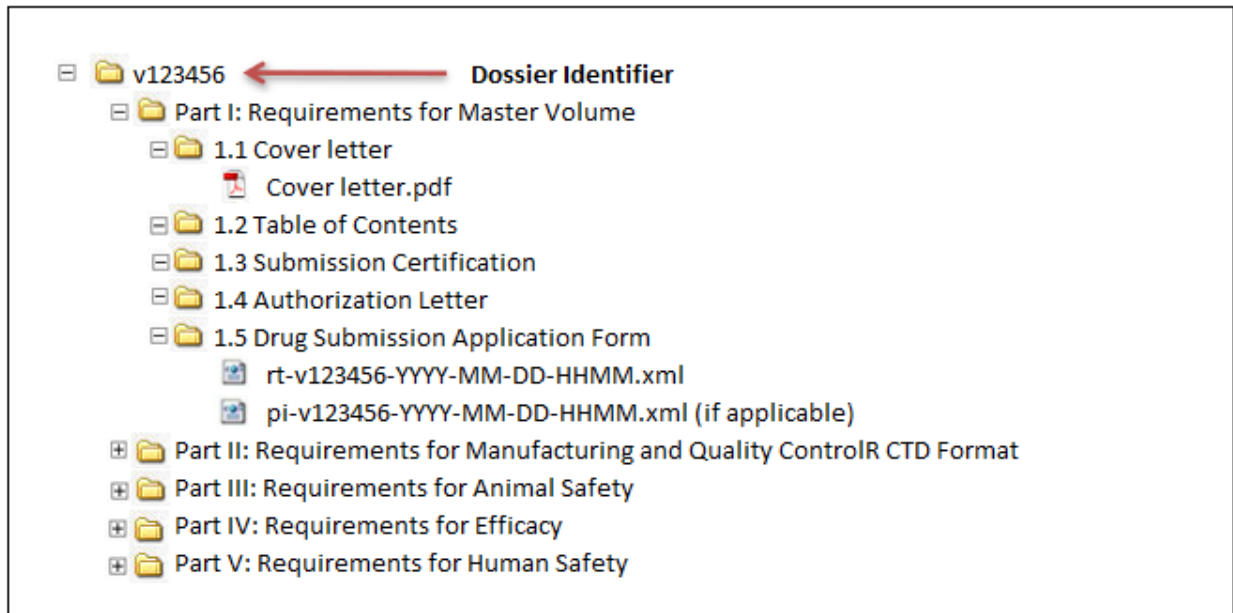 v123456 Dossier Identifier
Part I: Requirements for Master Volume
1.1 Cover letter
Cover letter.pdf
1.2 Table of Contents
1.3 Submission Certification
1.4 Authorization Letter
1.5 Drug Submission Application Form
rt-v123456-YYYY-MM-DD-HHMM.xml
pi-v123456-YYYY-MM-DD-HHMM.xml (if applicable)
Part II: Requirements for Manufacturing and Quality ControlR CTD Format
Part III: Requirements for Animal Safety
Part IV: Requirements for Efficacy
Part V: Requirements for Human Safety